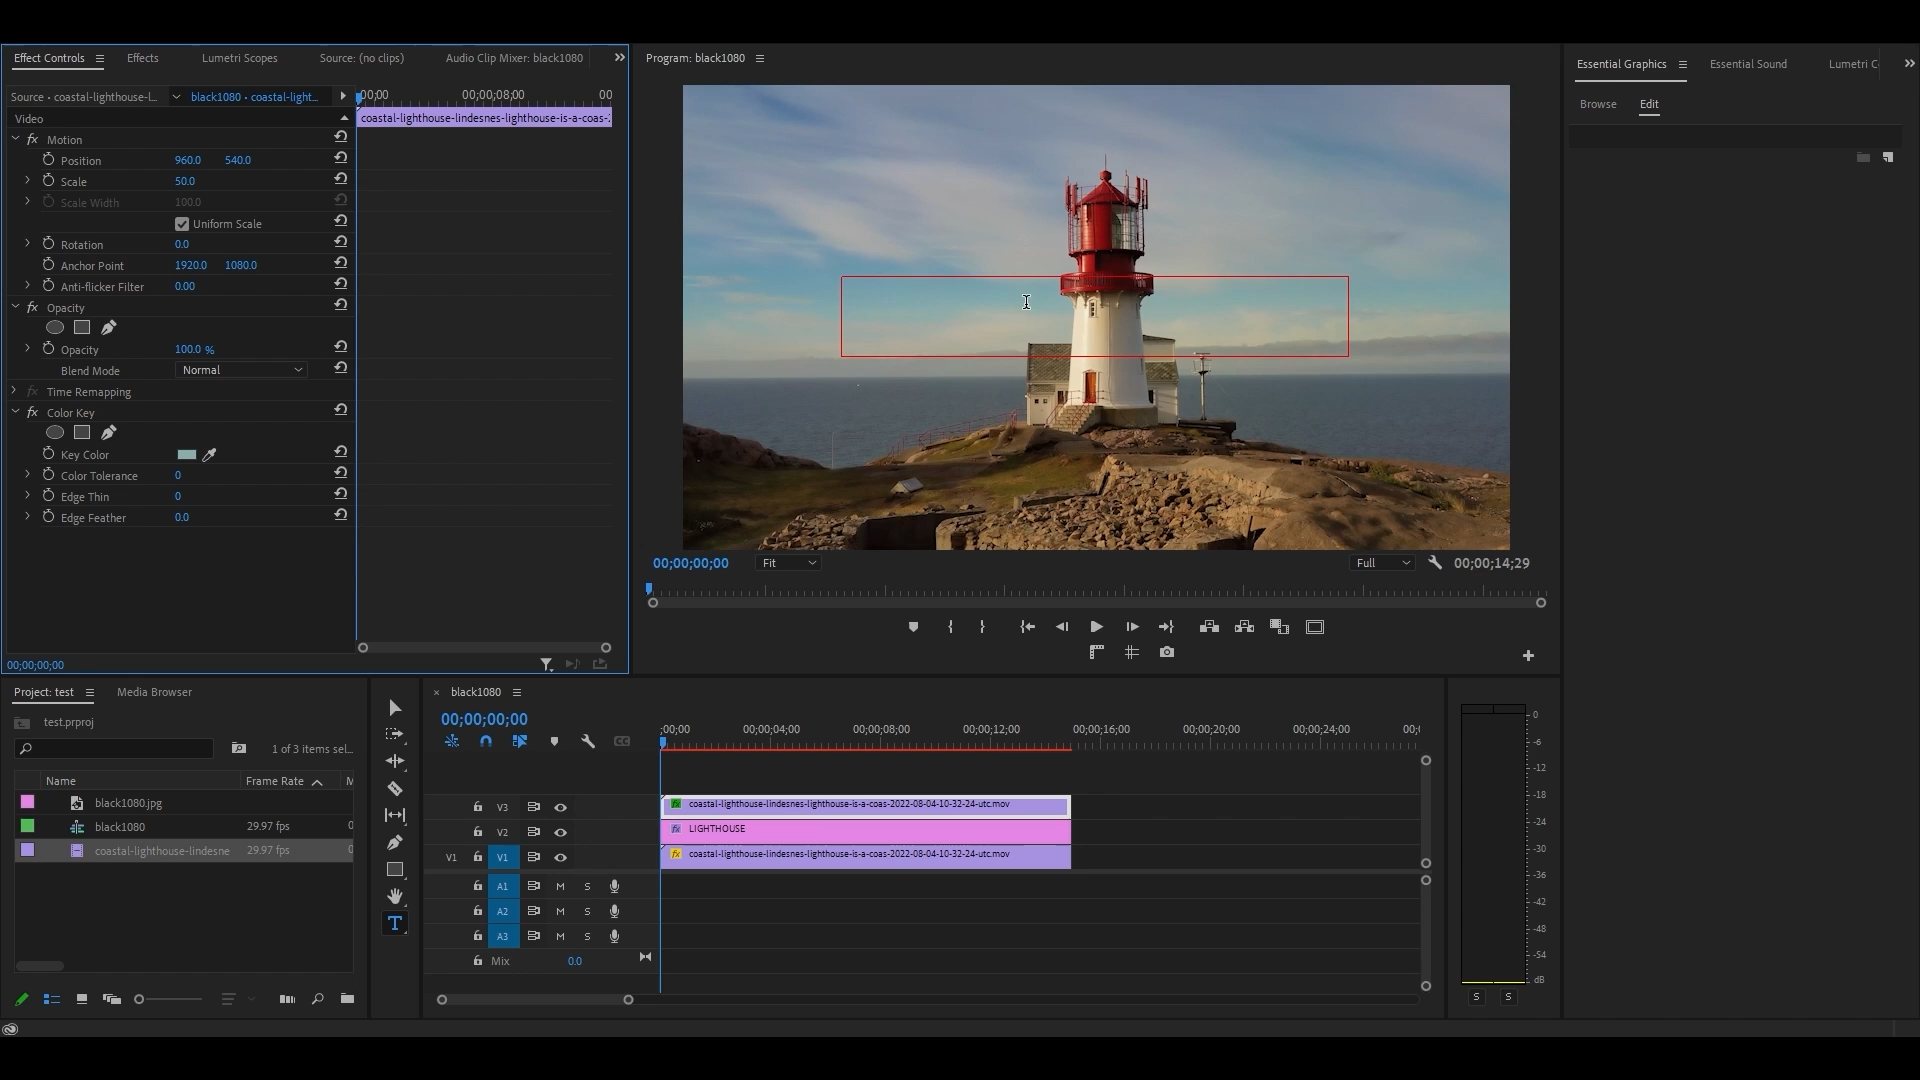 Effect Controls Effects Lumetri Scopes Source: (no clips) Audio Clip Mixer: black1080
Source • coastal-lighthouse-l... black1080 • coastal-light... ;00;00 00;00;08;00 00
Video coastal-lighthouse-lindesnes-lighthouse-is-a-coas-2
fx Motion
Position 960.0 540.0
Scale 50.0
Scale Width 100.0
Uniform Scale
Rotation 0.0
Anchor Point 1920.0 1080.0
Anti-flicker Filter 0.00
fx Opacity
Opacity 100.0 %
Blend Mode Normal
fx Time Remapping
fx Color Key
Key Color
Color Tolerance 0
Edge Thin 0
Edge Feather 0.0
00;00;00;00
Program: black1080
00;00;00;00 Fit Full 00;00;14;29
Essential Graphics Essential Sound Lumetri C
Browse Edit
Project: test Media Browser
test.prproj
1 of 3 items sel...
Name Frame Rate M
black1080.jpg
black1080 29.97 fps 0
coastal-lighthouse-lindesne 29.97 fps 0
T
× black1080
00;00;00;00
;00;00 00;00;04;00 00;00;08;00 00;00;12;00 00;00;16;00 00;00;20;00 00;00;24;00 00;
CC
V3 fx coastal-lighthouse-lindesnes-lighthouse-is-a-coas-2022-08-04-10-32-24-utc.mov
V2 fx LIGHTHOUSE
V1 V1 fx coastal-lighthouse-lindesnes-lighthouse-is-a-coas-2022-08-04-10-32-24-utc.mov
A1 M S
A2 M S
A3 M S
Mix 0.0
0
-6
-12
-18
-24
-30
-36
-42
-48
-54
dB
S S